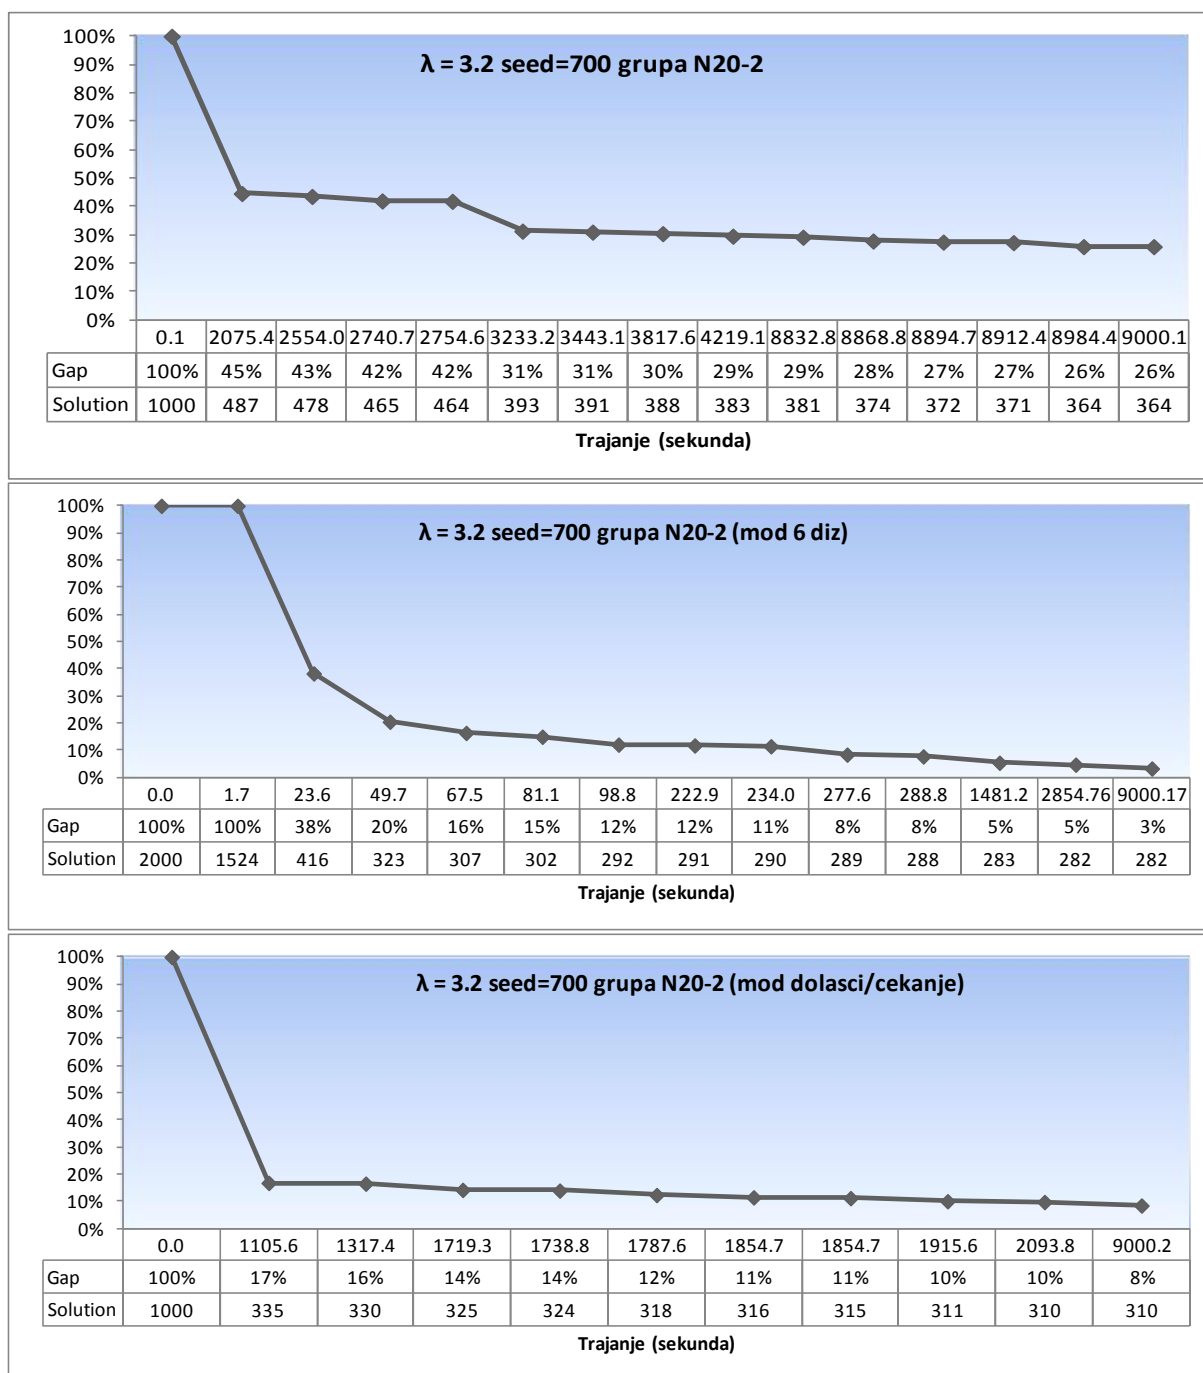 λ = 3.2 seed=700 grupa N20-2
100%
90%
80%
70%
60%
50%
40%
30%
20%
10%
0%
0.1 2075.4 2554.0 2740.7 2754.6 3233.2 3443.1 3817.6 4219.1 8832.8 8868.8 8894.7 8912.4 8984.4 9000.1
Gap 100% 45% 43% 42% 42% 31% 31% 30% 29% 29% 28% 27% 27% 26% 26%
Solution 1000 487 478 465 464 393 391 388 383 381 374 372 371 364 364
Trajanje (sekunda)
λ = 3.2 seed=700 grupa N20-2 (mod 6 diz)
100%
90%
80%
70%
60%
50%
40%
30%
20%
10%
0%
0.0 1.7 23.6 49.7 67.5 81.1 98.8 222.9 234.0 277.6 288.8 1481.2 2854.76 9000.17
Gap 100% 100% 38% 20% 16% 15% 12% 12% 11% 8% 8% 5% 5% 3%
Solution 2000 1524 416 323 307 302 292 291 290 289 288 283 282 282
Trajanje (sekunda)
λ = 3.2 seed=700 grupa N20-2 (mod dolasci/cekanje)
100%
90%
80%
70%
60%
50%
40%
30%
20%
10%
0%
0.0 1105.6 1317.4 1719.3 1738.8 1787.6 1854.7 1854.7 1915.6 2093.8 9000.2
Gap 100% 17% 16% 14% 14% 12% 11% 11% 10% 10% 8%
Solution 1000 335 330 325 324 318 316 315 311 310 310
Trajanje (sekunda)